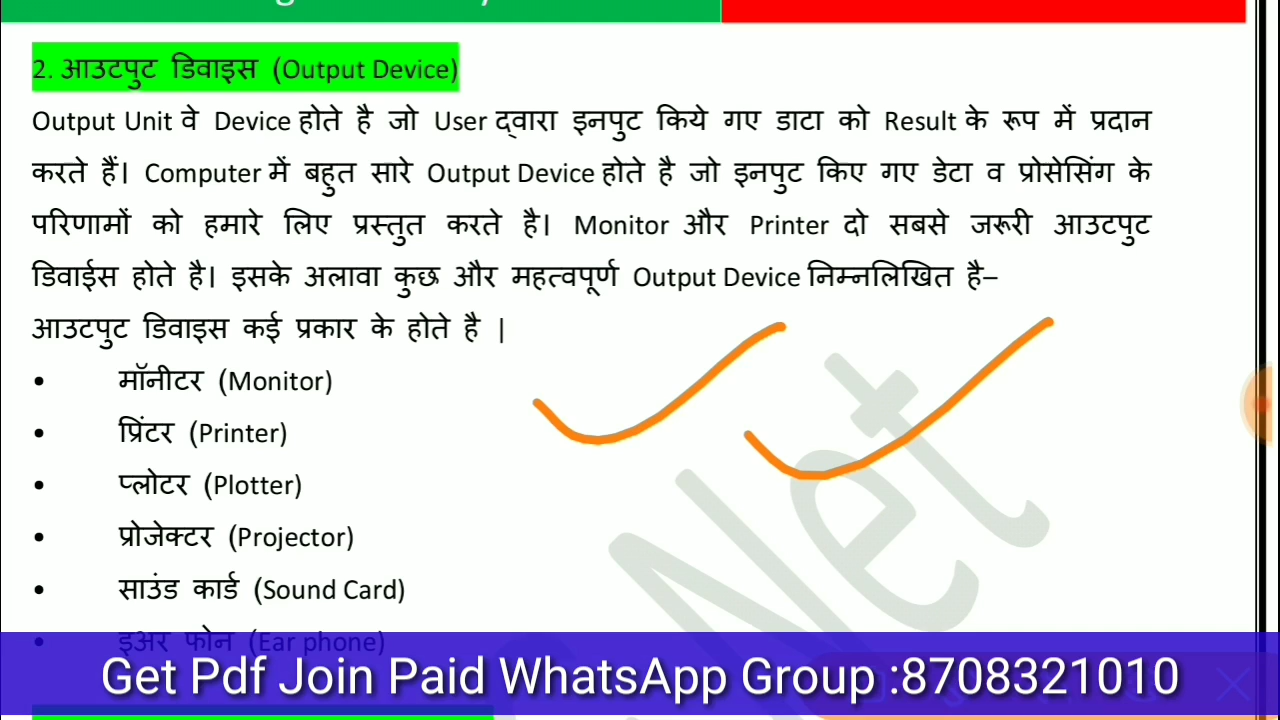 2. आउटपुट डिवाइस (Output Device)
Output Unit वे Device होते है जो User द्वारा इनपुट किये गए डाटा को Result के रूप में प्रदान
करते हैं। Computer में बहुत सारे Output Device होते है जो इनपुट किए गए डेटा व प्रोसेसिंग के
परिणामों को हमारे लिए प्रस्तुत करते है। Monitor और Printer दो सबसे जरूरी आउटपुट
डिवाईस होते है। इसके अलावा कुछ और महत्वपूर्ण Output Device निम्नलिखित है–
आउटपुट डिवाइस कई प्रकार के होते है |
• मॉनीटर (Monitor)
• प्रिंटर (Printer)
• प्लोटर (Plotter)
• प्रोजेक्टर (Projector)
• साउंड कार्ड (Sound Card)
• इअर फोन (Ear phone)
Get Pdf Join Paid WhatsApp Group :8708321010
Net